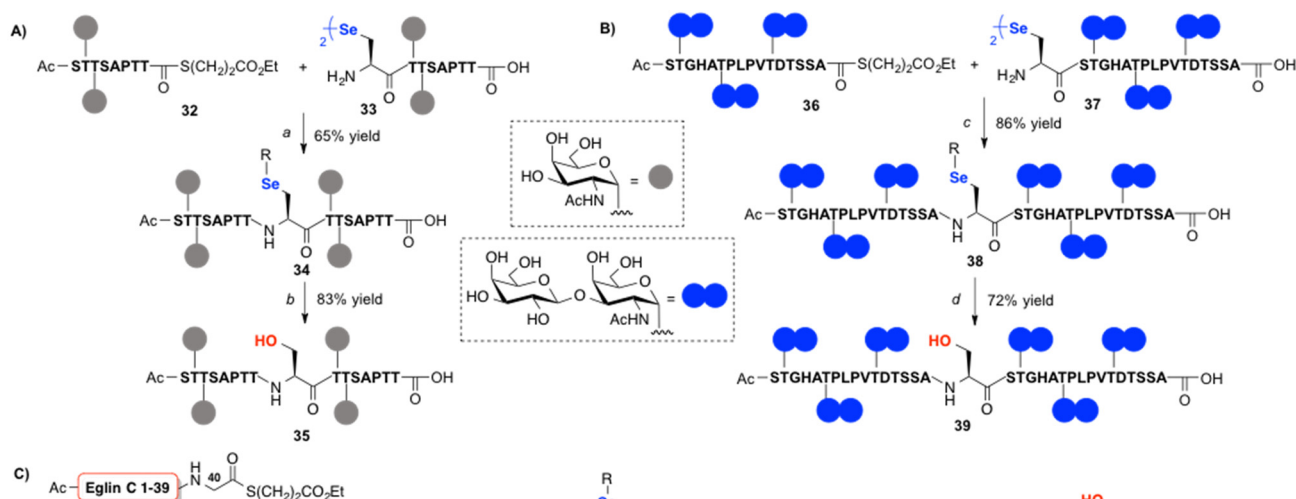 A)
Ac STTSAPTT S(CH2)2CO2Et
O
32
+
2 Se
H2N
O
TTSAPTT OH
O
33
a 65% yield
R
Se
Ac STTSAPTT N
H
O
TTSAPTT OH
O
34
b 83% yield
HO
Ac STTSAPTT N
H
O
TTSAPTT OH
O
35
OH OH
O
HO
AcHN
=
OH OH
O
HO
OH
O
OH OH
O
AcHN
=
B)
Ac STGHATPLPVTDTSSA S(CH2)2CO2Et
O
36
+
2 Se
H2N
O
STGHATPLPVTDTSSA OH
O
37
c 86% yield
R
Se
Ac STGHATPLPVTDTSSA N
H
O
STGHATPLPVTDTSSA OH
O
38
d 72% yield
HO
Ac STGHATPLPVTDTSSA N
H
O
STGHATPLPVTDTSSA OH
O
39
C)
Ac Eglin C 1-39 H
N 40 O
S(CH2)2CO2Et
R
HO